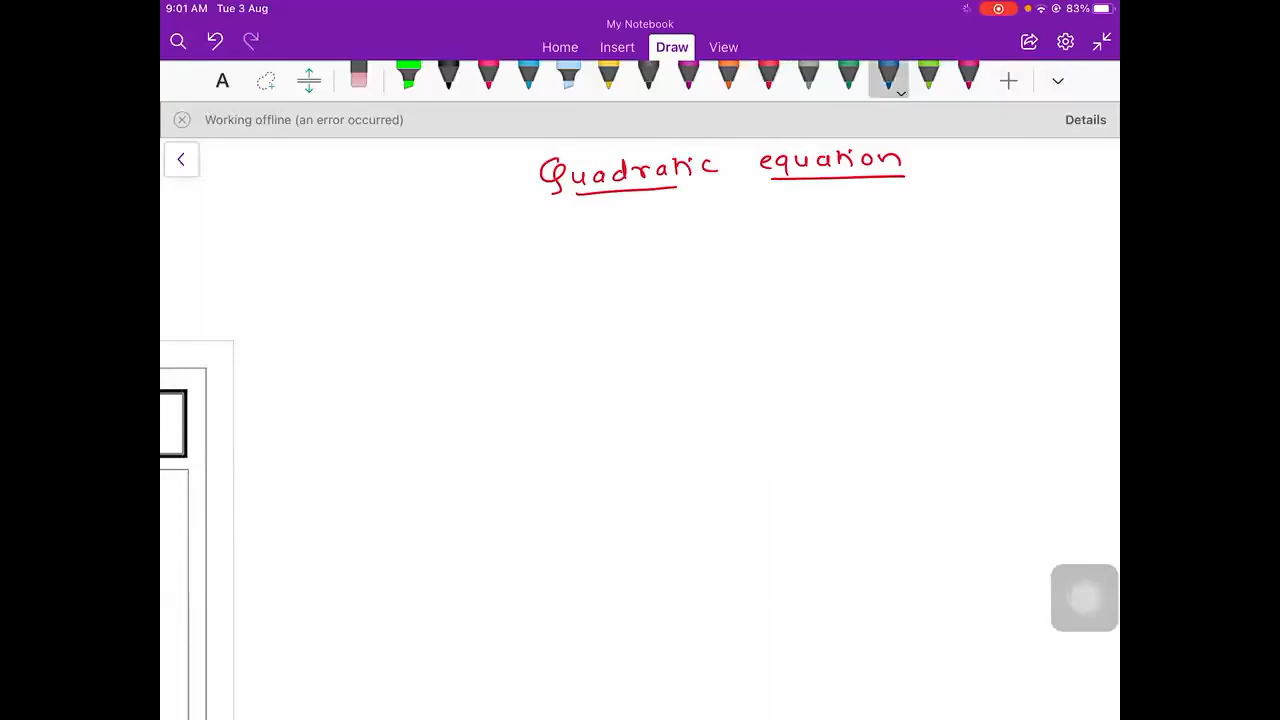 9:01 AM Tue 3 Aug
83%
My Notebook
Home Insert Draw View
A
Working offline (an error occurred) Details
Quadratic equation